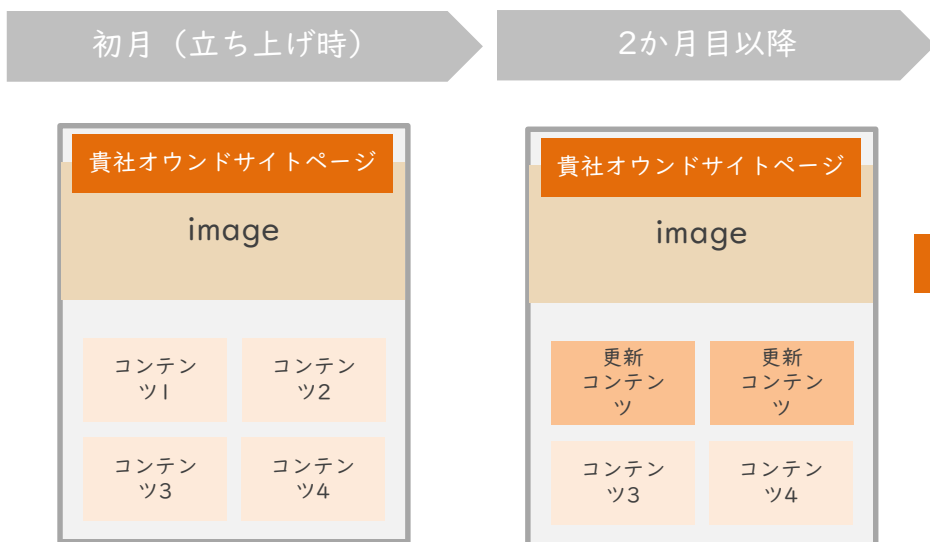 初月（立ち上げ時）
2か月目以降
貴社オウンドサイトページ
image
コンテン
ツ1
コンテン
ツ2
コンテン
ツ3
コンテン
ツ4
貴社オウンドサイトページ
image
更新
コンテン
ツ
更新
コンテン
ツ
コンテン
ツ3
コンテン
ツ4